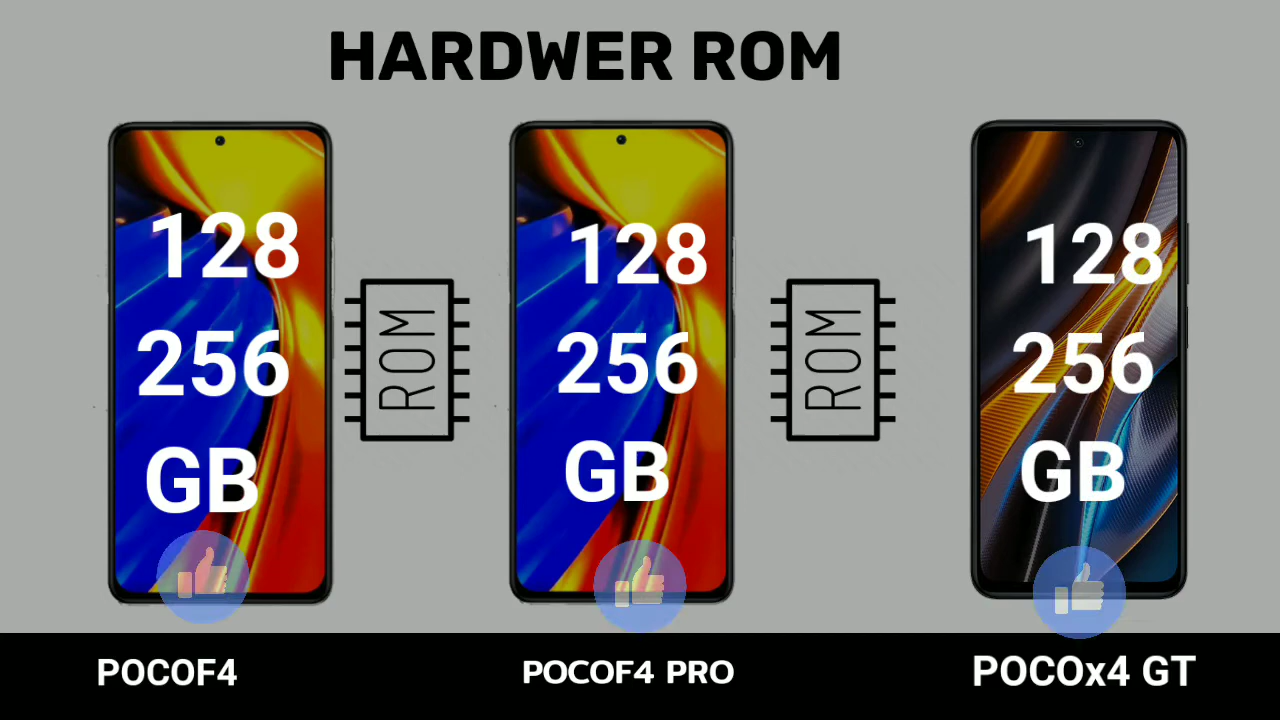 HARDWER ROM
128
256
GB
ROM
128
256
GB
ROM
128
256
GB
POCOF4
POCOF4 PRO
POCOx4 GT